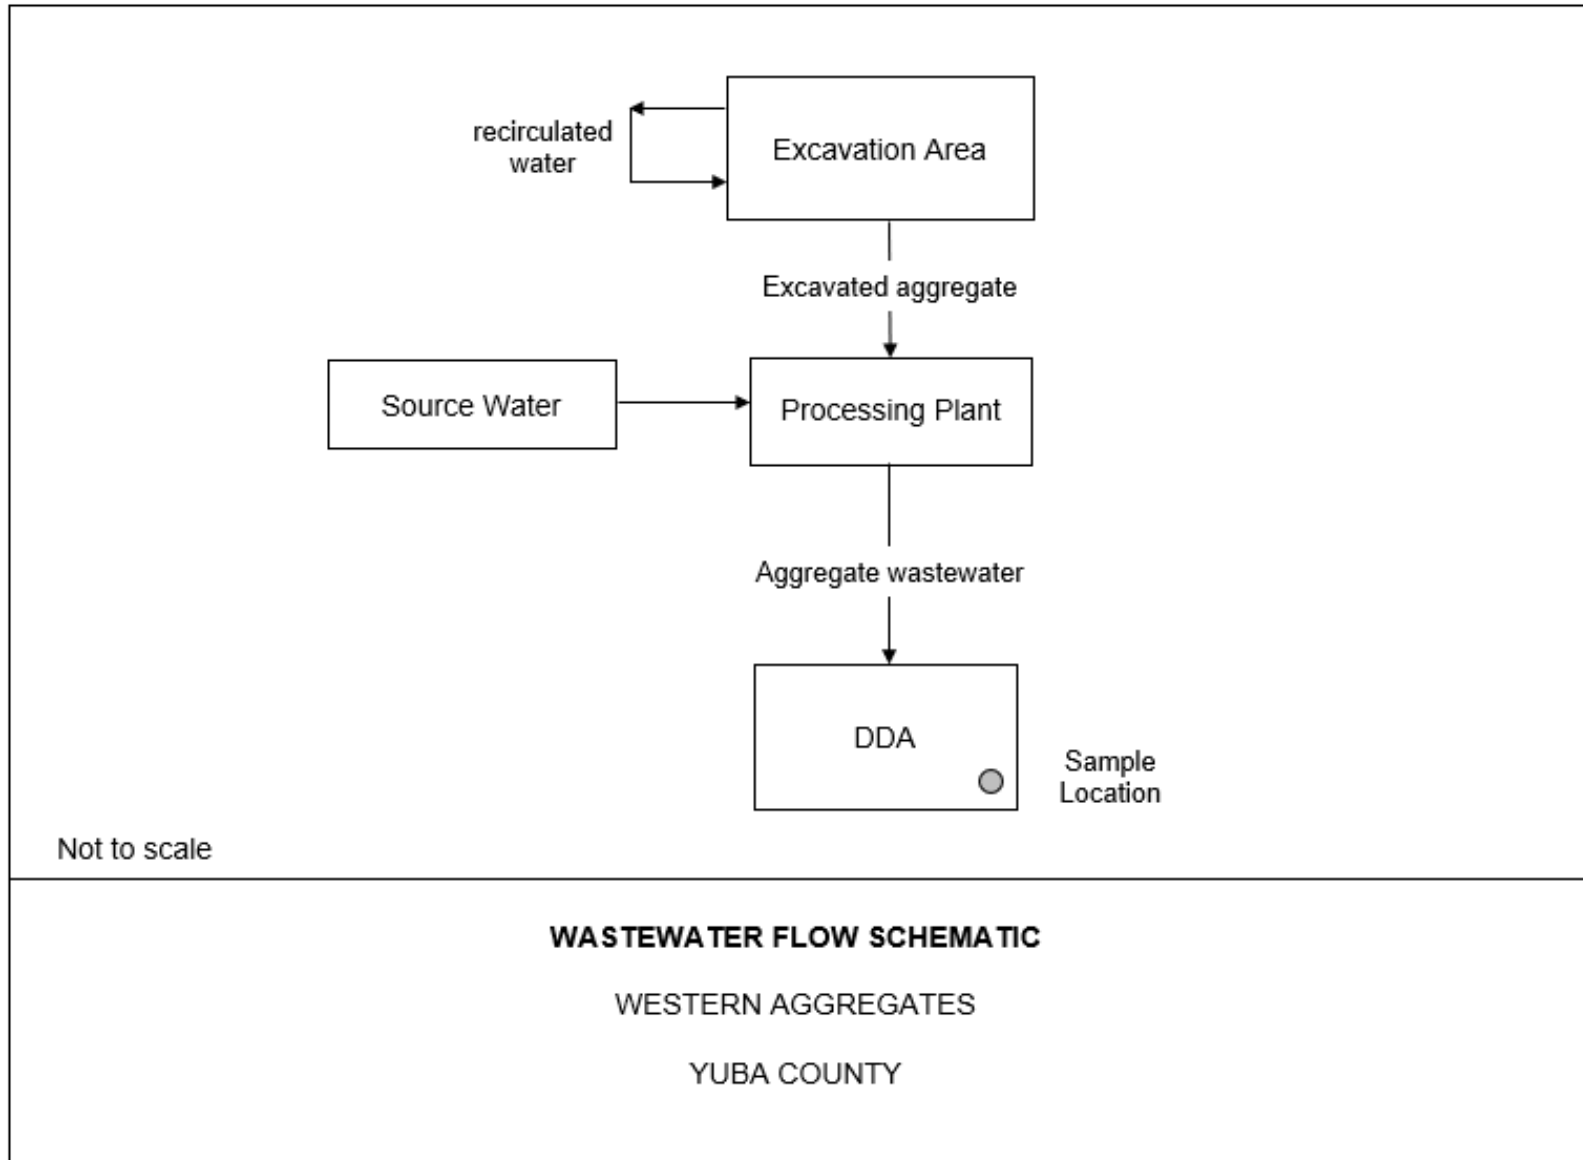 recirculated
water
Excavation Area
Excavated aggregate
Source Water
Processing Plant
Aggregate wastewater
DDA
Sample
Location
Not to scale
WASTEWATER FLOW SCHEMATIC
WESTERN AGGREGATES
YUBA COUNTY